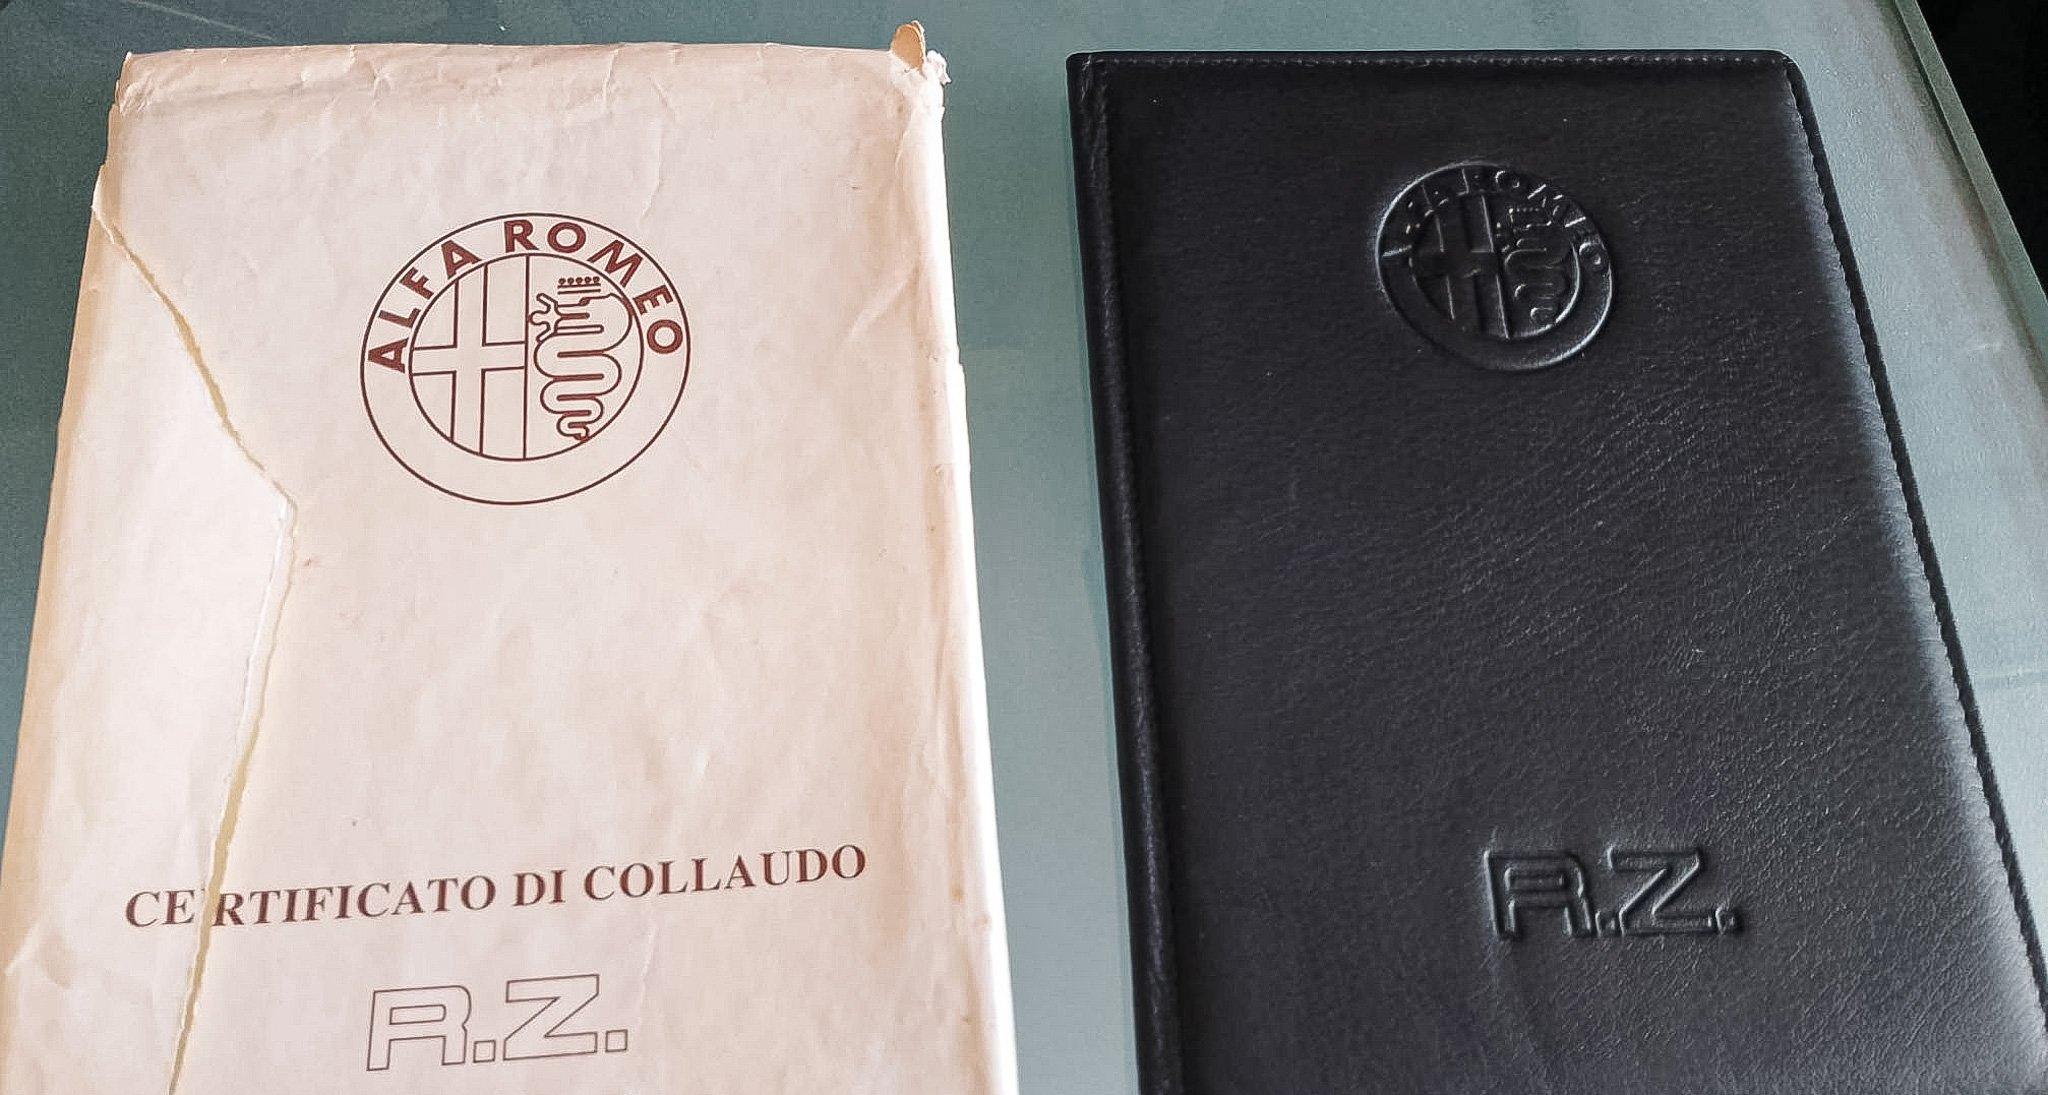 ALFA ROMEO
CERTIFICATO DI COLLAUDO
R.Z.
ALFA ROMEO
R.Z.